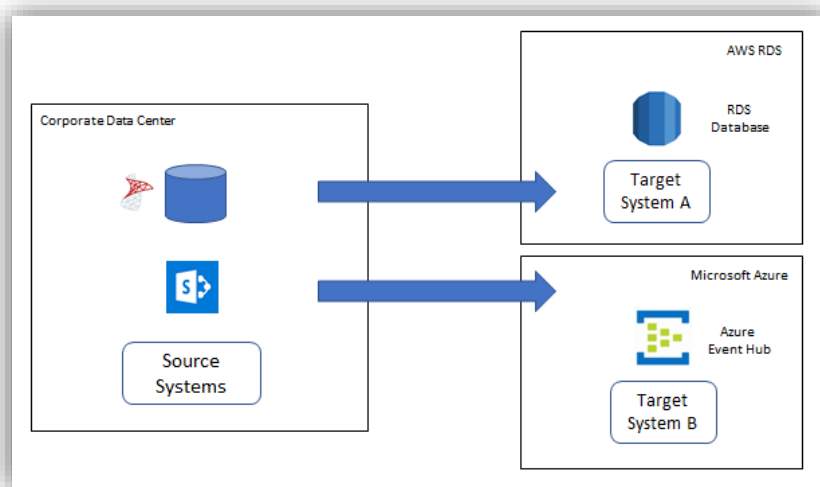 Corporate Data Center
S
Source
Systems
AWS RDS
RDS
Database
Target
System A
Microsoft Azure
Azure
Event Hub
Target
System B